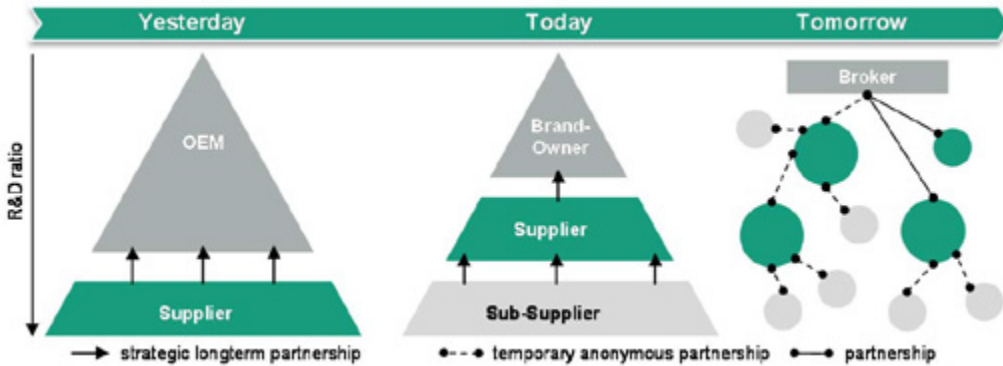 Yesterday
Today
Tomorrow
R&D ratio
OEM
Supplier
Brand-
Owner
Supplier
Sub-Supplier
Broker
strategic longterm partnership
temporary anonymous partnership
partnership